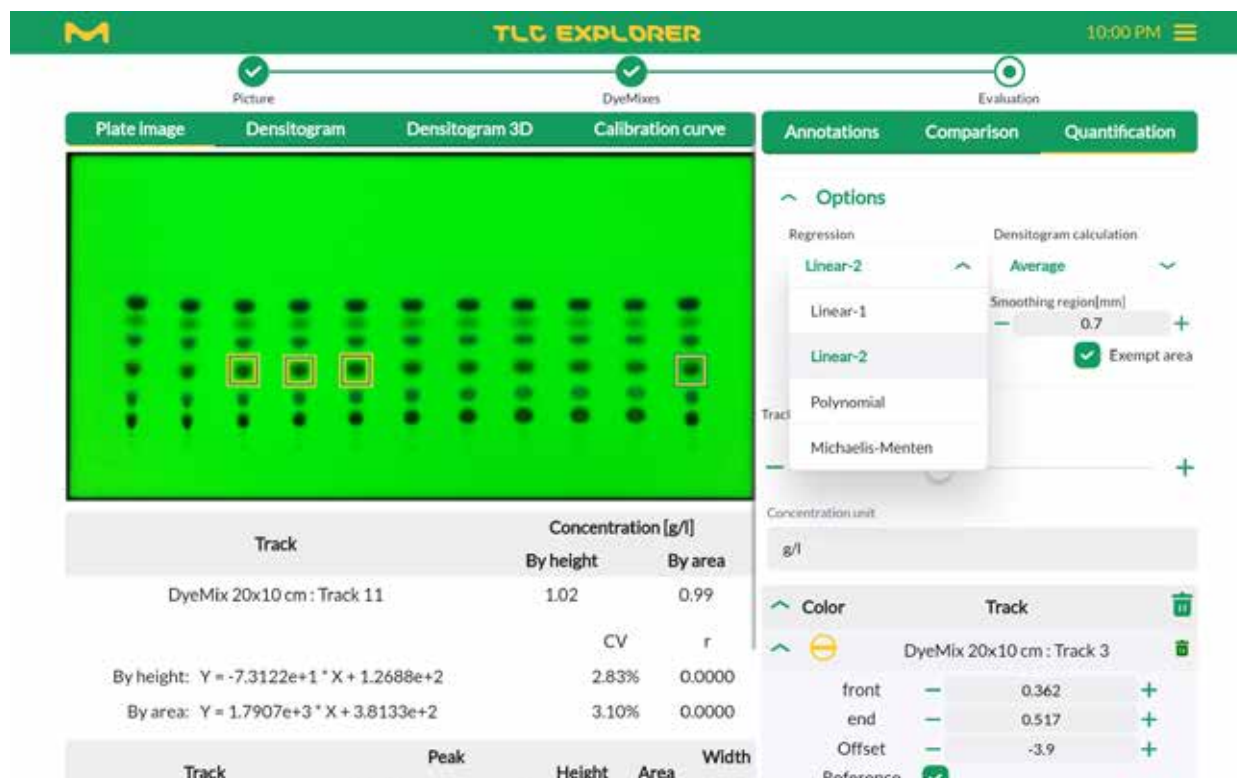 TLC EXPLORER
10:00 PM
Picture
DyeMixes
Evaluation
Plate image
Densitogram
Densitogram 3D
Calibration curve
Annotations
Comparison
Quantification
Options
Regression
Densitogram calculation
Linear-2
Average
Linear-1
Linear-2
Polynomial
Michaelis-Menten
Smoothing region[mm]
− 0.7 +
Exempt area
Trac
− +
Concentration unit
g/l
Track
Concentration [g/l]
By height By area
DyeMix 20x10 cm : Track 11 1.02 0.99
CV r
By height: Y = -7.3122e+1 * X + 1.2688e+2 2.83% 0.0000
By area: Y = 1.7907e+3 * X + 3.8133e+2 3.10% 0.0000
Track
Peak
Height Area
Width
Color Track
DyeMix 20x10 cm : Track 3
front − 0.362 +
end − 0.517 +
Offset − -3.9 +
Reference